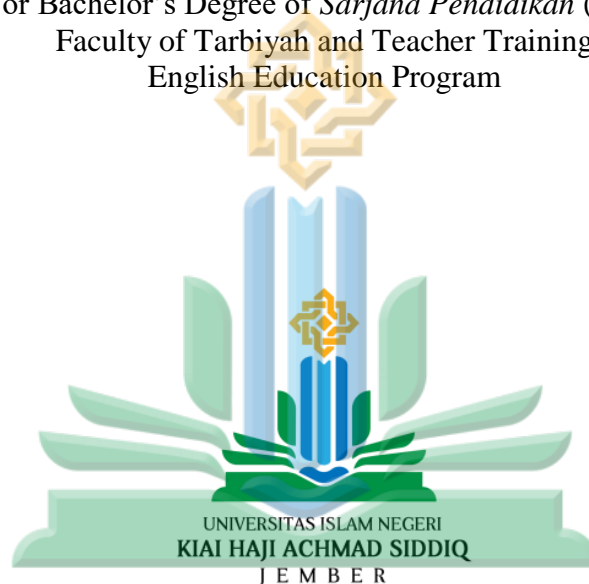 or Bachelor’s Degree of Sarjana Pendidikan (
Faculty of Tarbiyah and Teacher Training
English Education Program
UNIVERSITAS ISLAM NEGERI
KIAI HAJI ACHMAD SIDDIQ
JEMBER